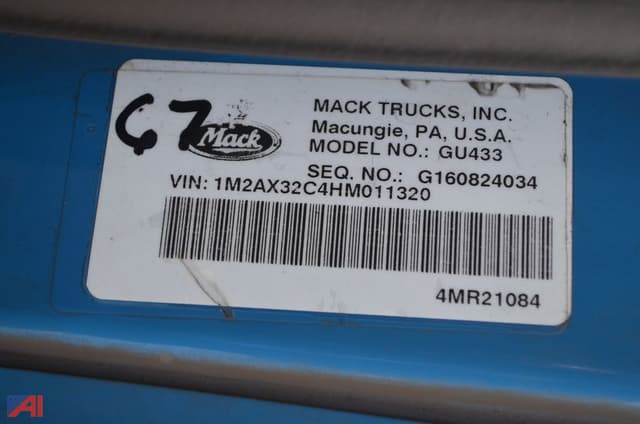 67
Mack
MACK TRUCKS, INC.
Macungie, PA, U.S.A.
MODEL NO.: GU433
SEQ. NO.: G160824034
VIN: 1M2AX32C4HM011320
4MR21084
AI